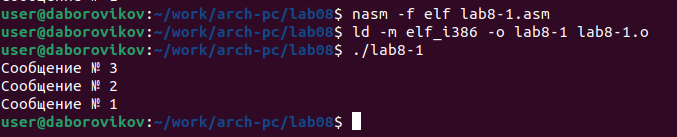 user@daborovikov:~/work/arch-pc/lab08$ nasm -f elf lab8-1.asm
user@daborovikov:~/work/arch-pc/lab08$ ld -m elf_i386 -o lab8-1 lab8-1.o
user@daborovikov:~/work/arch-pc/lab08$ ./lab8-1
Сообщение № 3
Сообщение № 2
Сообщение № 1
user@daborovikov:~/work/arch-pc/lab08$